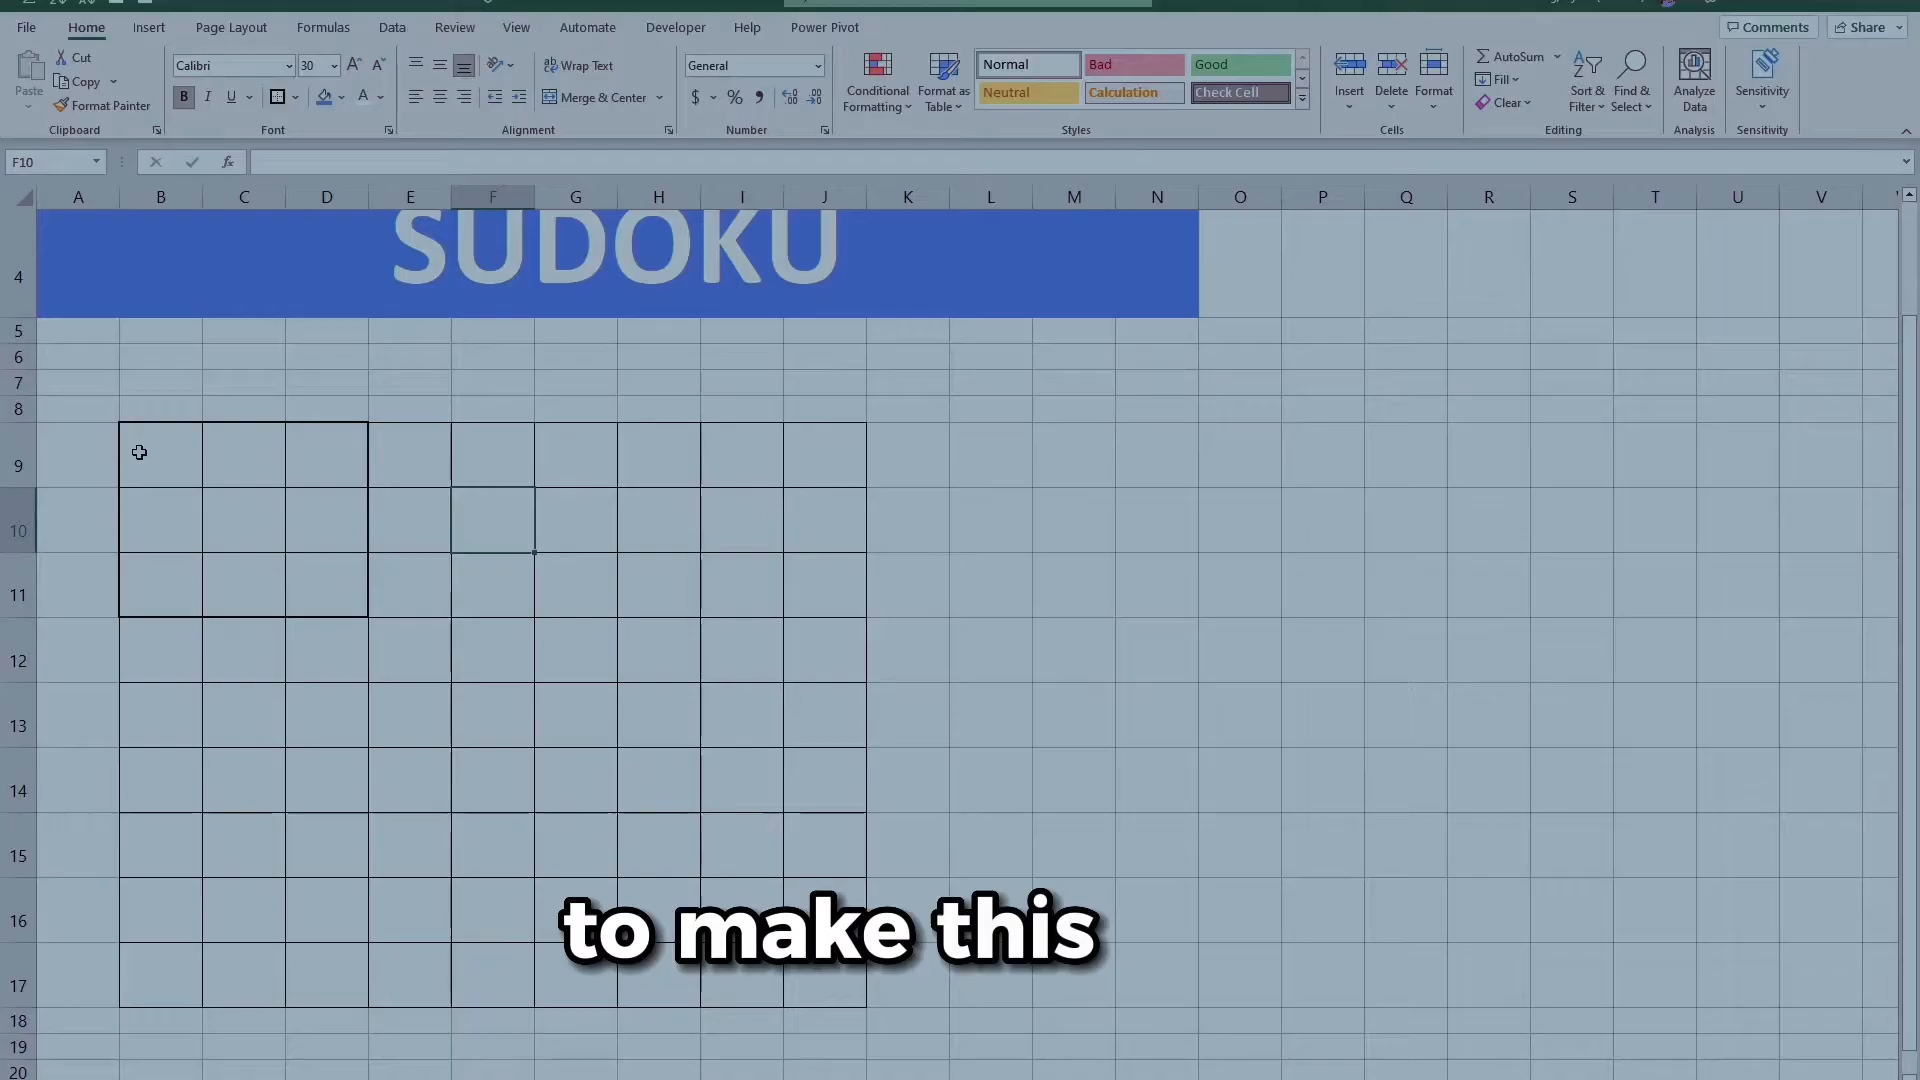 File Home Insert Page Layout Formulas Data Review View Automate Developer Help Power Pivot Comments Share
Paste Cut Copy Format Painter Clipboard
Calibri 30 A A B I U A Font
ab Wrap Text Merge & Center Alignment
General $ % 9 Number
Conditional Formatting Format as Table Normal Bad Good Neutral Calculation Check Cell Styles
Insert Delete Format Cells
AutoSum Fill Clear Sort & Filter Find & Select Editing
Analyze Data Analysis
Sensitivity Sensitivity
F10 fx
A B C D E F G H I J K L M N O P Q R S T U V
SUDOKU
4
5
6
7
8
9
10
11
12
13
14
15
16
to make this
17
18
19
20